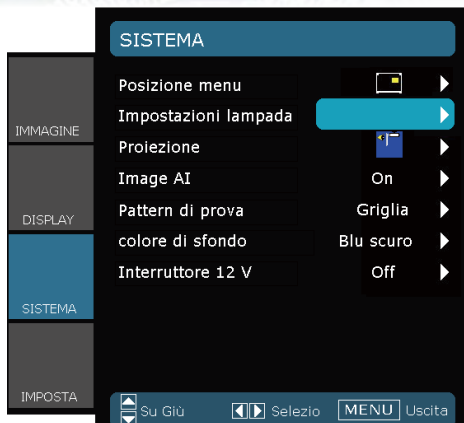 SISTEMA
Posizione menu
Impostazioni lampada
Proiezione
Image AI On
Pattern di prova Griglia
colore di sfondo Blu scuro
Interruttore 12 V Off
IMMAGINE
DISPLAY
SISTEMA
IMPOSTA
Su Giù Selezio MENU Uscita